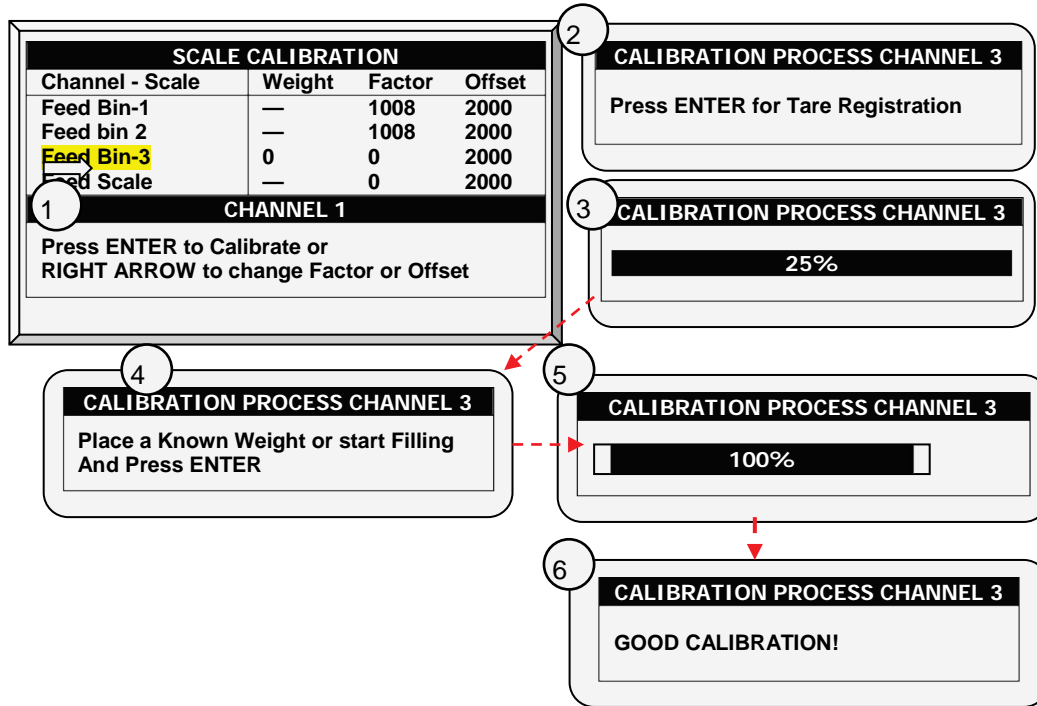 SCALE CALIBRATION
Channel - Scale Weight Factor Offset
Feed Bin-1 — 1008 2000
Feed bin 2 — 1008 2000
Feed Bin-3 0 0 2000
Feed Scale — 0 2000
1
CHANNEL 1
Press ENTER to Calibrate or
RIGHT ARROW to change Factor or Offset
2
CALIBRATION PROCESS CHANNEL 3
Press ENTER for Tare Registration
3
CALIBRATION PROCESS CHANNEL 3
25%
4
CALIBRATION PROCESS CHANNEL 3
Place a Known Weight or start Filling
And Press ENTER
5
CALIBRATION PROCESS CHANNEL 3
100%
6
CALIBRATION PROCESS CHANNEL 3
GOOD CALIBRATION!